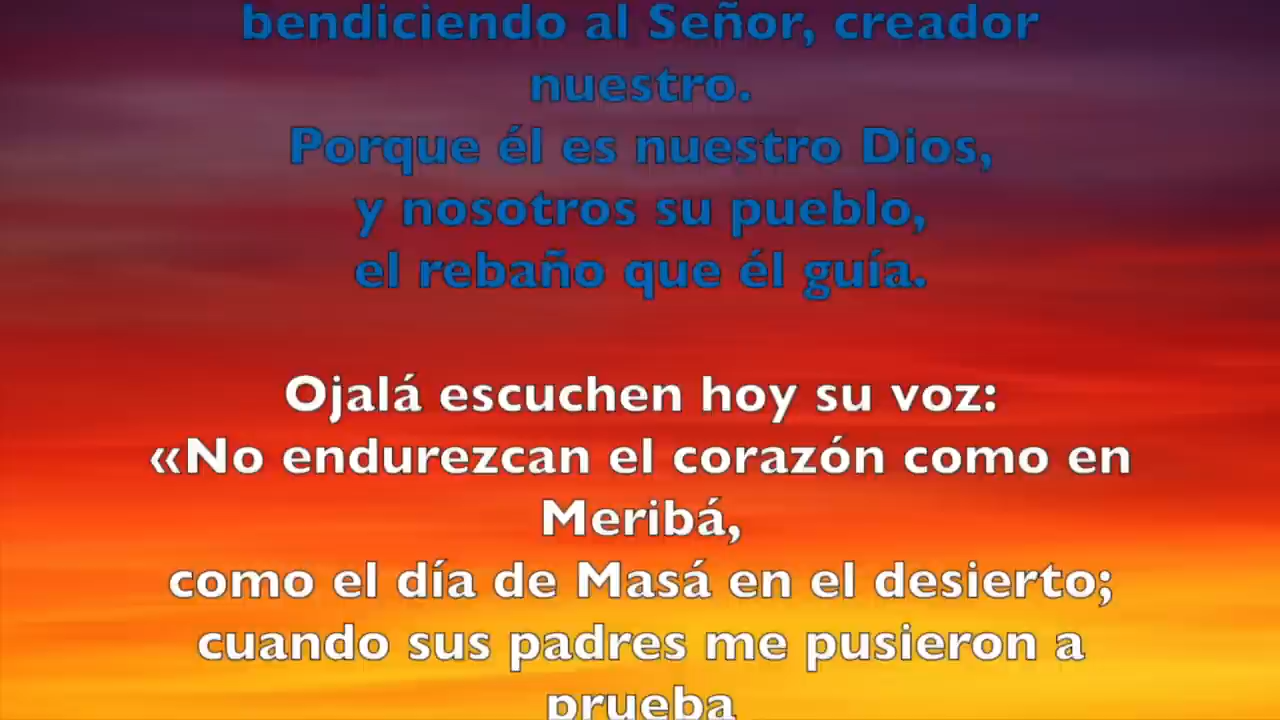 bendiciendo al Señor, creador
nuestro.
Porque él es nuestro Dios,
y nosotros su pueblo,
el rebaño que él guía.
Ojalá escuchen hoy su voz:
«No endurezcan el corazón como en
Meribá,
como el día de Masá en el desierto;
cuando sus padres me pusieron a
prueba